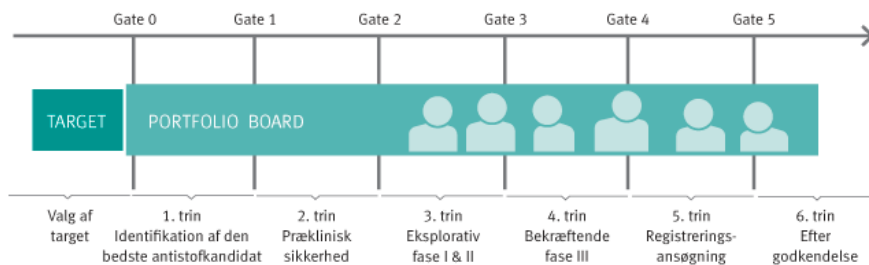 Gate 0 Gate 1 Gate 2 Gate 3 Gate 4 Gate 5
TARGET PORTFOLIO BOARD
Valg af
target
1. trin
Identifikation af den
bedste antistofkandidat
2. trin
Præklinisk
sikkerhed
3. trin
Eksplorativ
fase I & II
4. trin
Bekræftende
fase III
5. trin
Registrerings-
ansøgning
6. trin
Efter
godkendelse